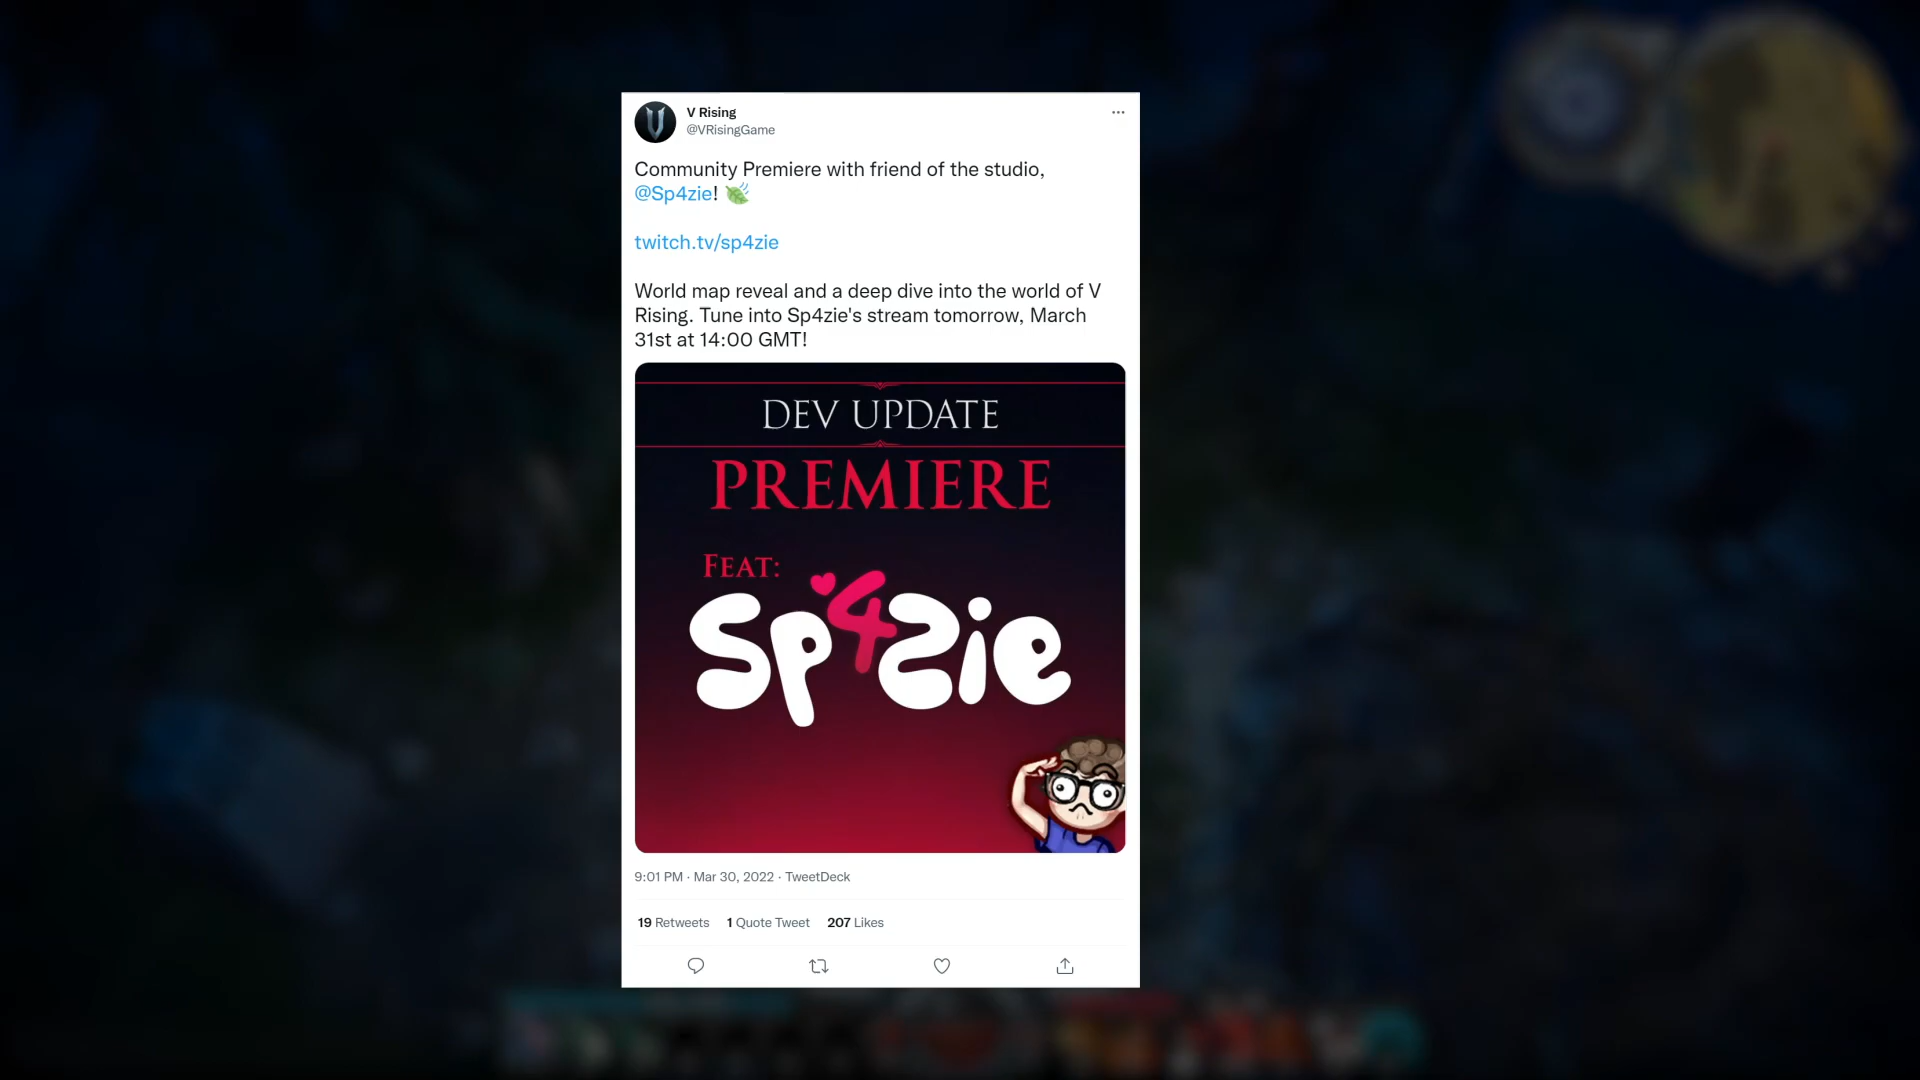 V Rising
@VRisingGame
Community Premiere with friend of the studio,
@Sp4zie! 🍃
twitch.tv/sp4zie
World map reveal and a deep dive into the world of V
Rising. Tune into Sp4zie's stream tomorrow, March
31st at 14:00 GMT!
DEV UPDATE
PREMIERE
FEAT:
Sp4zie
9:01 PM · Mar 30, 2022 · TweetDeck
19 Retweets 1 Quote Tweet 207 Likes